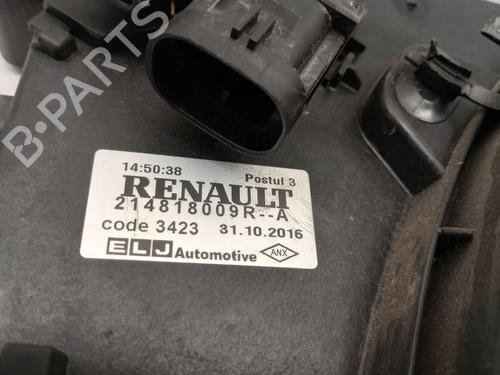 14:50:38 Postul 3
RENAULT
214818009R--A
code 3423 31.10.2016
ELJ Automotive ANX
B-PARTS